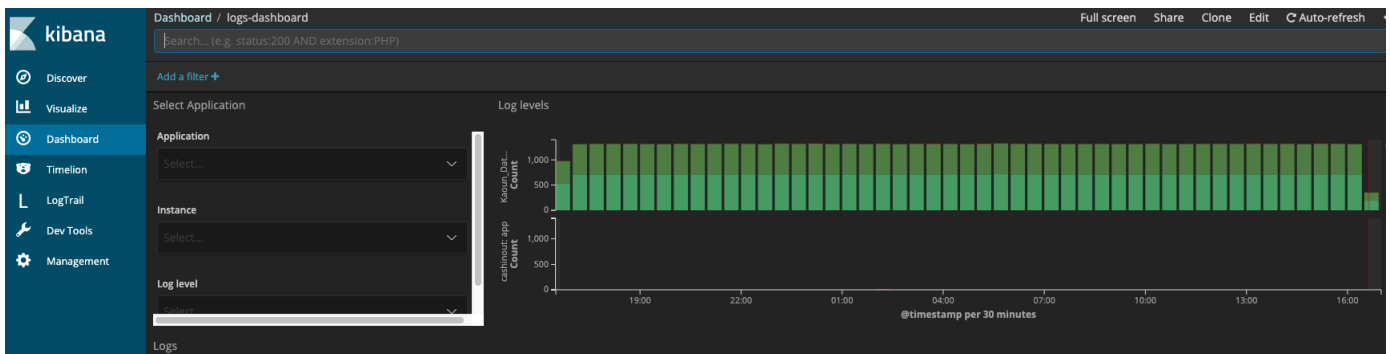 kibana
Discover
Visualize
Dashboard
Timelion
L LogTrail
Dev Tools
Management
Dashboard / logs-dashboard
Full screen Share Clone Edit Auto-refresh
Search... (e.g. status:200 AND extension:PHP)
Add a filter +
Select Application
Application
Select...
Instance
Select...
Log level
Select...
Log levels
Kaoun_Dat...
Count
1,000
500
0
cashinout: app
Count
1,000
500
0
19:00 22:00 01:00 04:00 07:00 10:00 13:00 16:00
@timestamp per 30 minutes
Logs